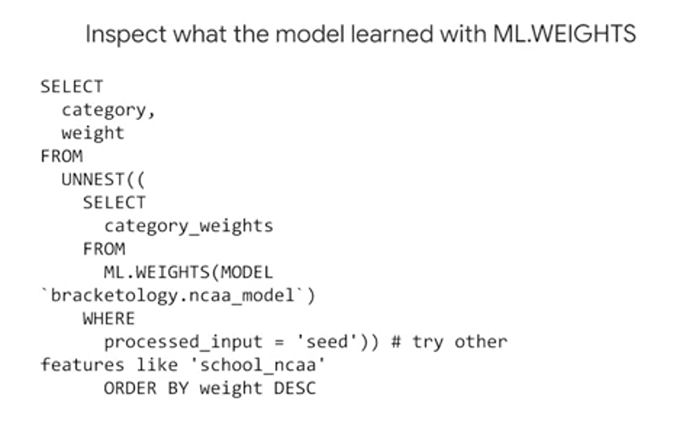 Inspect what the model learned with ML.WEIGHTS
SELECT
category,
weight
FROM
UNNEST((
SELECT
category_weights
FROM
ML.WEIGHTS(MODEL
`bracketology.ncaa_model`)
WHERE
processed_input = 'seed')) # try other
features like 'school_ncaa'
ORDER BY weight DESC